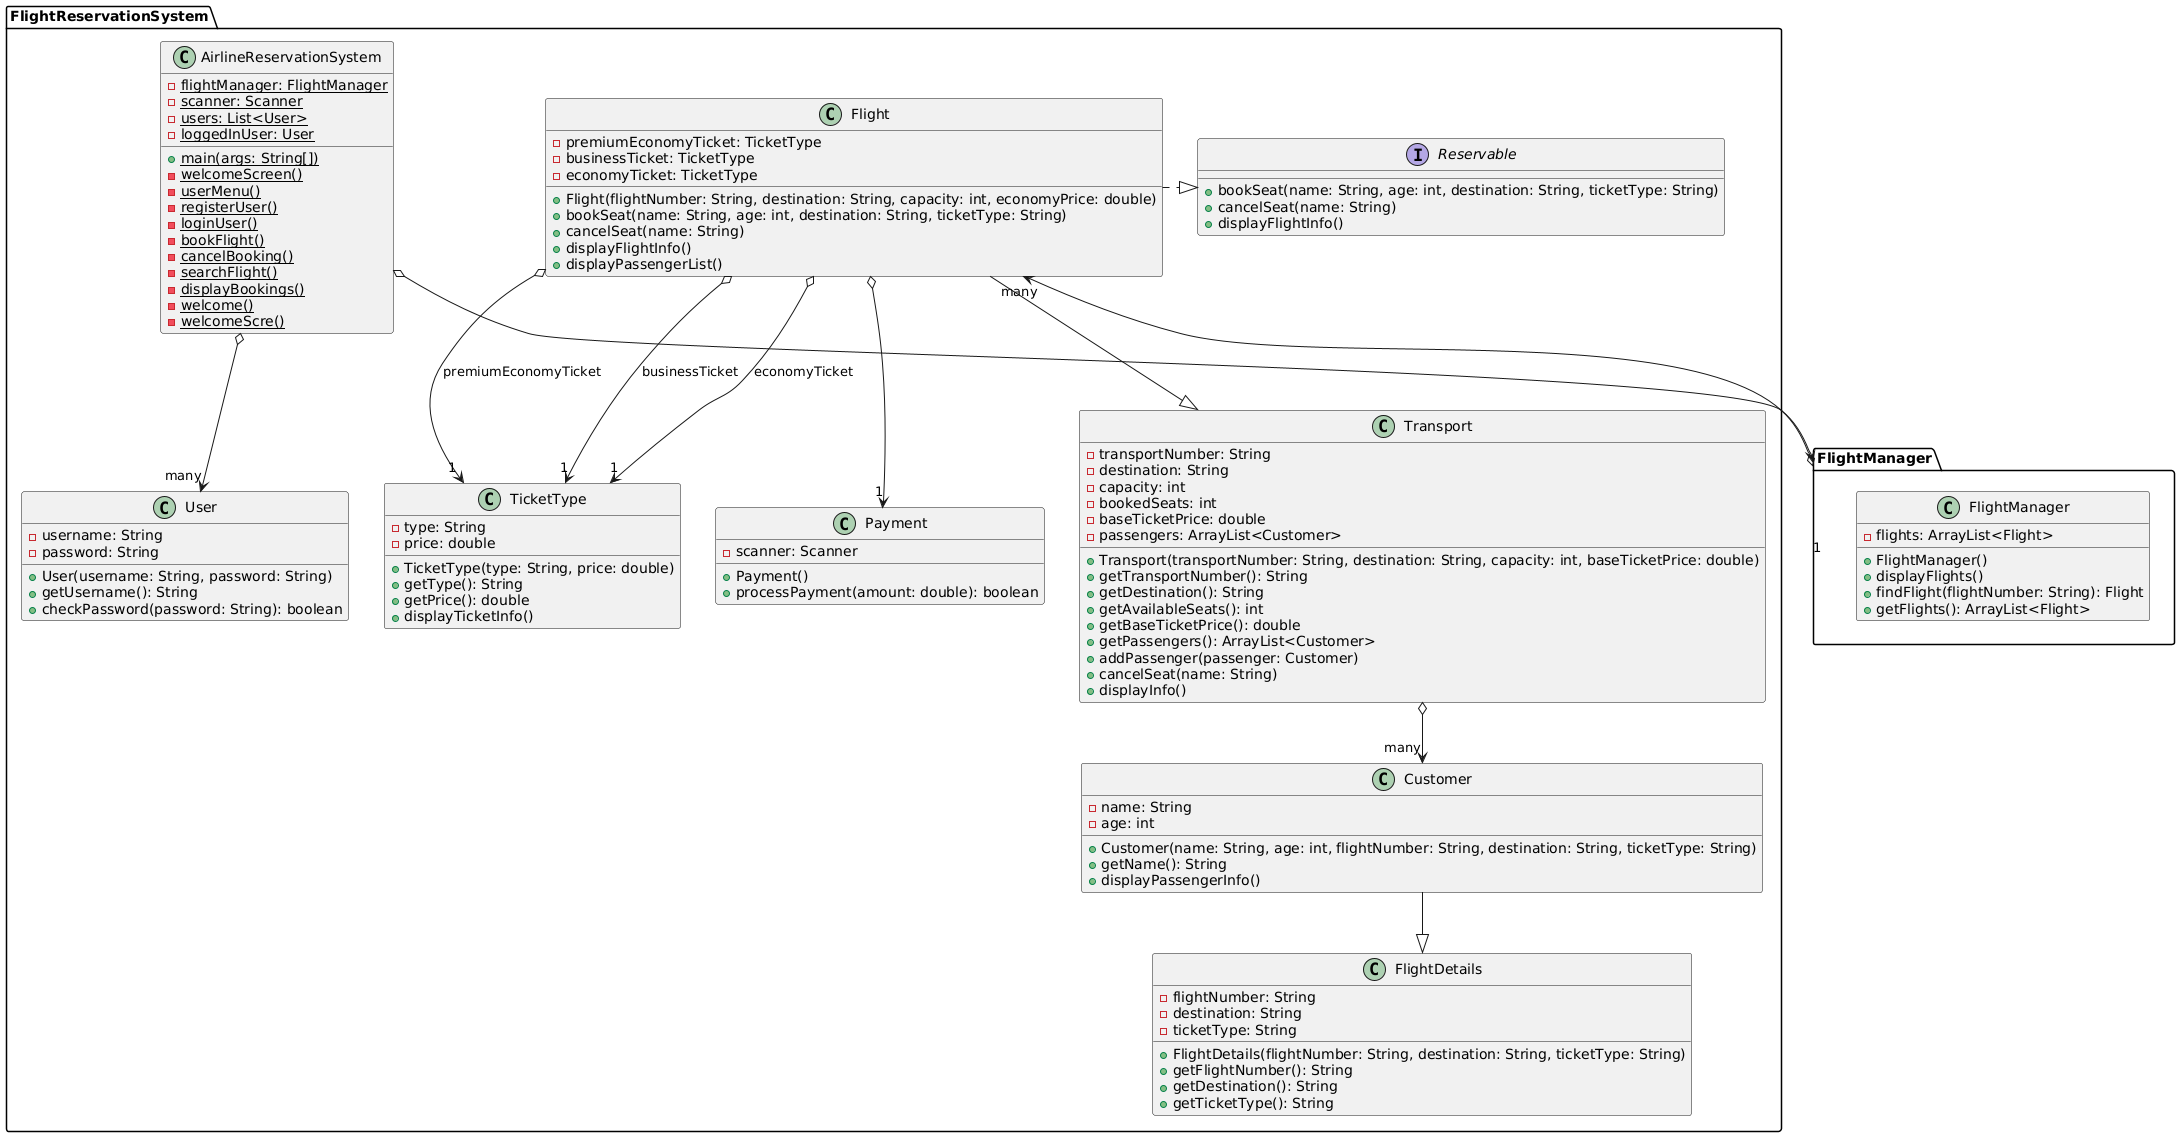 FlightReservationSystem
AirlineReservationSystem
flightManager: FlightManager
scanner: Scanner
users: List<User>
loggedInUser: User
main(args: String[])
welcomeScreen()
userMenu()
registerUser()
loginUser()
bookFlight()
cancelBooking()
searchFlight()
displayBookings()
welcome()
welcomeScre()
Flight
premiumEconomyTicket: TicketType
businessTicket: TicketType
economyTicket: TicketType
Flight(flightNumber: String, destination: String, capacity: int, economyPrice: double)
bookSeat(name: String, age: int, destination: String, ticketType: String)
cancelSeat(name: String)
displayFlightInfo()
displayPassengerList()
Reservable
bookSeat(name: String, age: int, destination: String, ticketType: String)
cancelSeat(name: String)
displayFlightInfo()
many
premiumEconomyTicket
businessTicket
economyTicket
many
1
1
1
1
1
User
username: String
password: String
User(username: String, password: String)
getUsername(): String
checkPassword(password: String): boolean
TicketType
type: String
price: double
TicketType(type: String, price: double)
getType(): String
getPrice(): double
displayTicketInfo()
Payment
scanner: Scanner
Payment()
processPayment(amount: double): boolean
Transport
transportNumber: String
destination: String
capacity: int
bookedSeats: int
baseTicketPrice: double
passengers: ArrayList<Customer>
Transport(transportNumber: String, destination: String, capacity: int, baseTicketPrice: double)
getTransportNumber(): String
getDestination(): String
getAvailableSeats(): int
getBaseTicketPrice(): double
getPassengers(): ArrayList<Customer>
addPassenger(passenger: Customer)
cancelSeat(name: String)
displayInfo()
FlightManager
FlightManager
flights: ArrayList<Flight>
FlightManager()
displayFlights()
findFlight(flightNumber: String): Flight
getFlights(): ArrayList<Flight>
many
Customer
name: String
age: int
Customer(name: String, age: int, flightNumber: String, destination: String, ticketType: String)
getName(): String
displayPassengerInfo()
FlightDetails
flightNumber: String
destination: String
ticketType: String
FlightDetails(flightNumber: String, destination: String, ticketType: String)
getFlightNumber(): String
getDestination(): String
getTicketType(): String